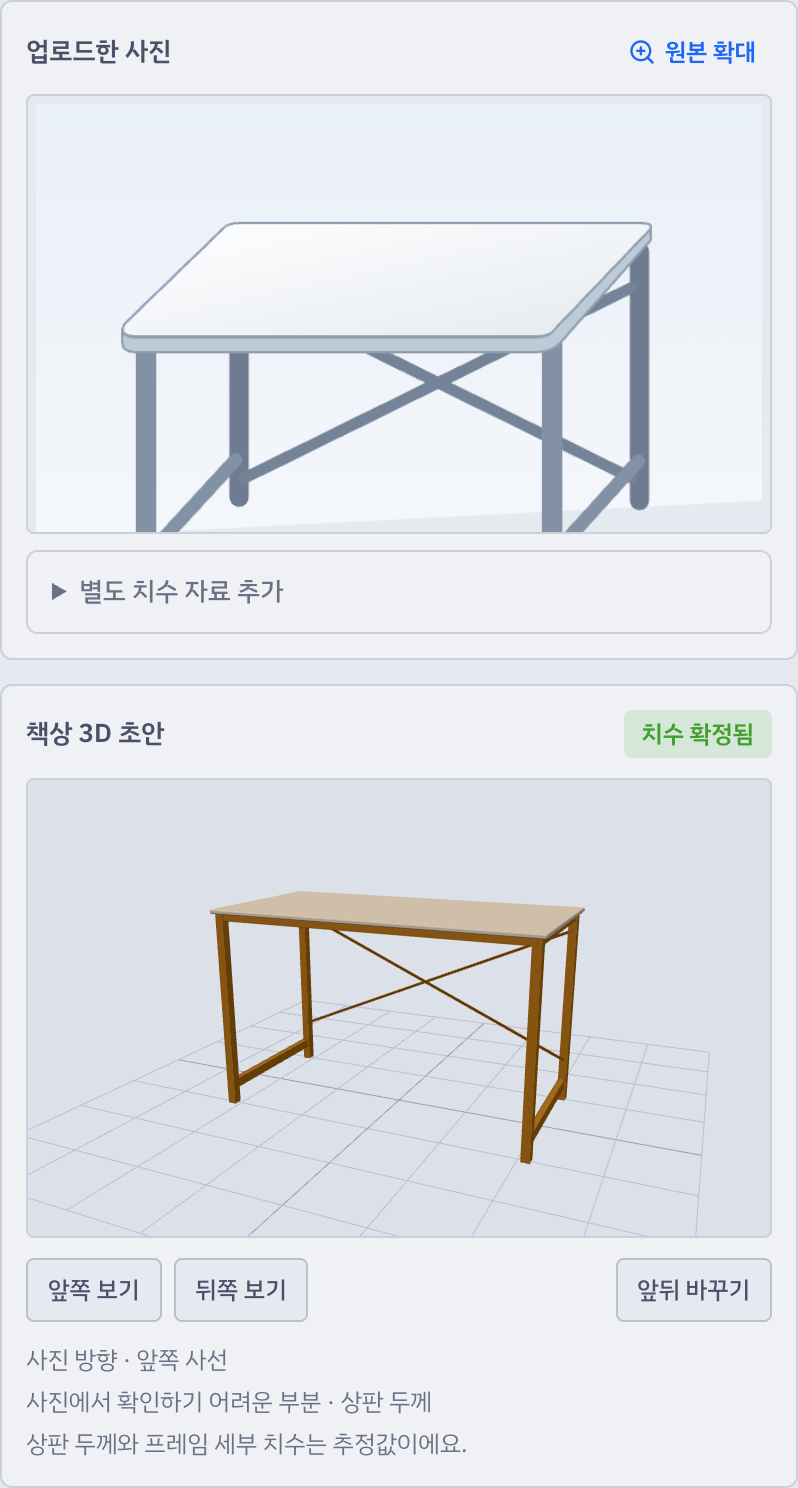 업로드한 사진
원본 확대
▶ 별도 치수 자료 추가
책상 3D 초안
치수 확정됨
앞쪽 보기
뒤쪽 보기
앞뒤 바꾸기
사진 방향 · 앞쪽 사선
사진에서 확인하기 어려운 부분 · 상판 두께
상판 두께와 프레임 세부 치수는 추정값이에요.